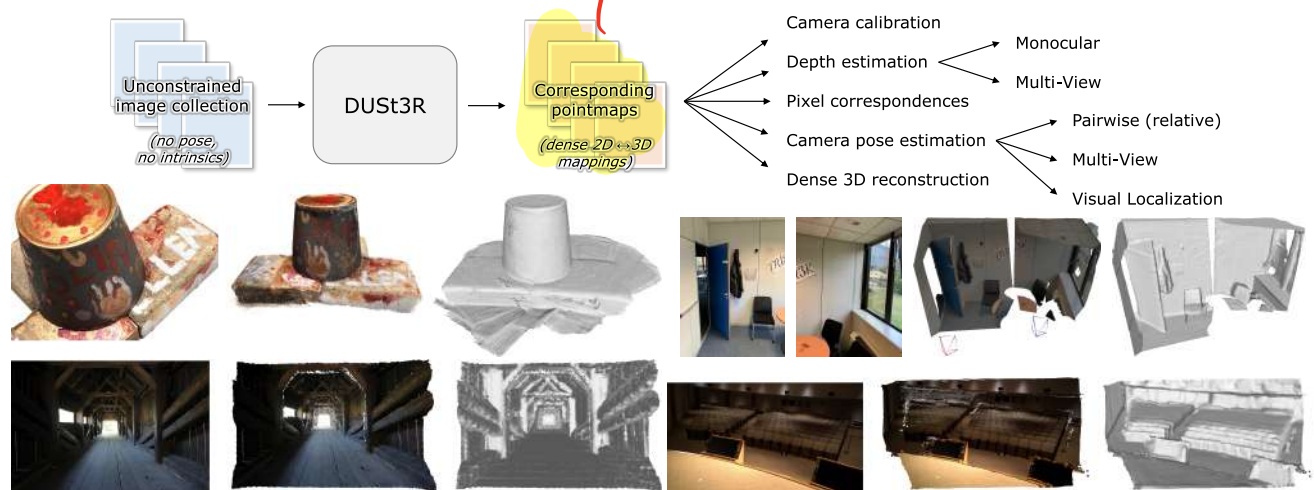 Unconstrained
image collection
(no pose,
no intrinsics)
DUSt3R
Corresponding
pointmaps
(dense 2D↔3D
mappings)
Camera calibration
Depth estimation
Monocular
Multi-View
Pixel correspondences
Camera pose estimation
Pairwise (relative)
Multi-View
Visual Localization
Dense 3D reconstruction